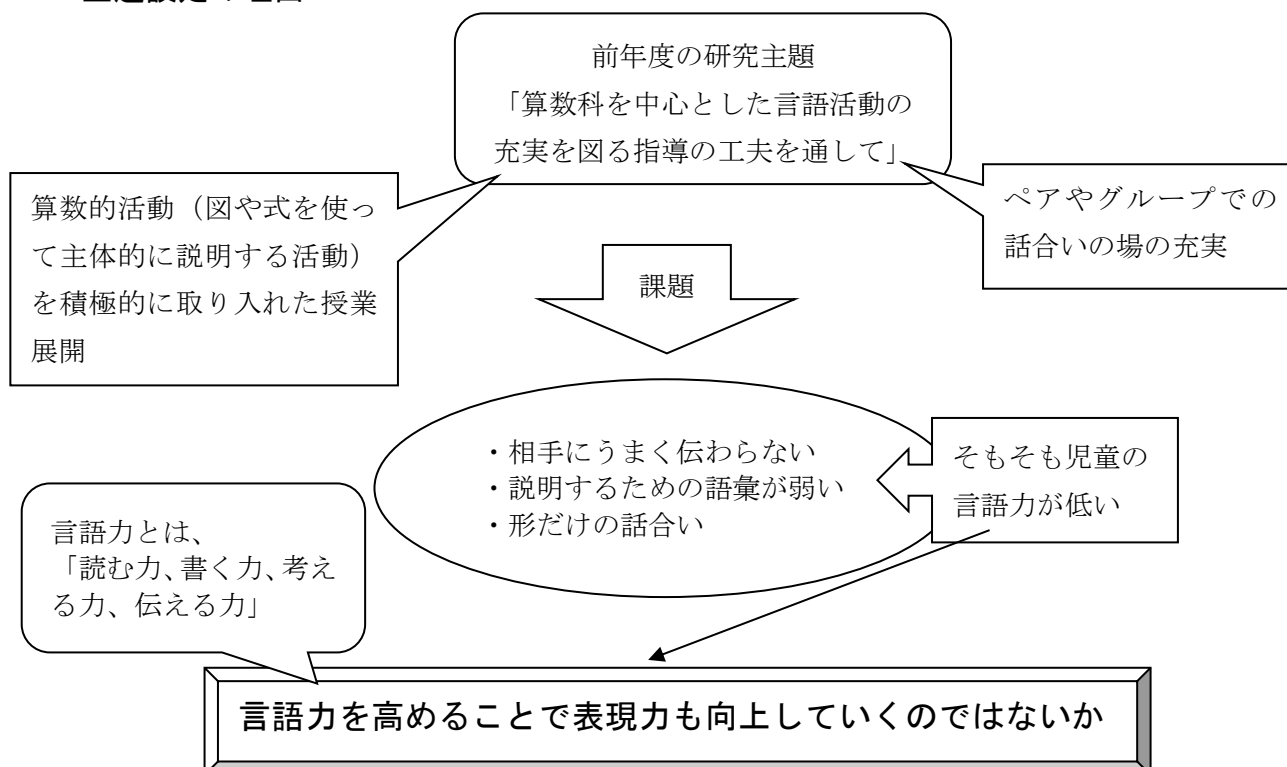 前年度の研究主題
「算数科を中心とした言語活動の
充実を図る指導の工夫を通して」
算数的活動（図や式を使っ
て主体的に説明する活動）
を積極的に取り入れた授業
展開
ペアやグループでの
話合いの場の充実
課題
・相手にうまく伝わらない
・説明するための語彙が弱い
・形だけの話合い
そもそも児童の
言語力が低い
言語力とは、
「読む力、書く力、考え
る力、伝える力」
言語力を高めることで表現力も向上していくのではないか